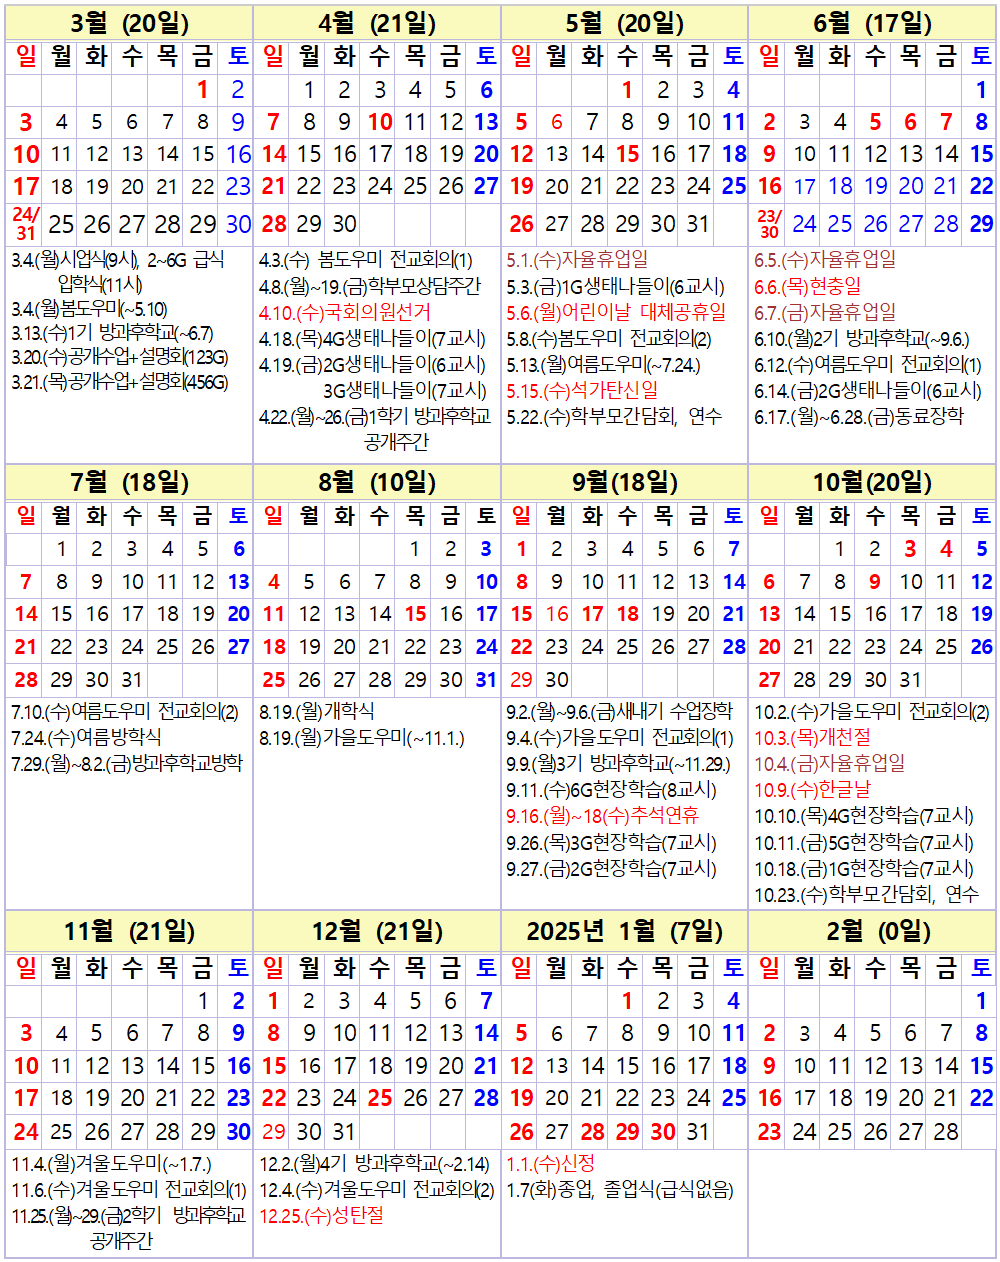 3월 (20일)
일 월 화 수 목 금 토
1 2
3 4 5 6 7 8 9
10 11 12 13 14 15 16
17 18 19 20 21 22 23
24/31 25 26 27 28 29 30
3.4.(월)시업식(9시), 2~6G 급식
입학식(11시)
3.4.(월)봄도우미(~5.10)
3.13.(수)1기 방과후학교(~6.7)
3.20.(수)공개수업+설명회(123G)
3.21.(목)공개수업+설명회(456G)
4월 (21일)
일 월 화 수 목 금 토
1 2 3 4 5 6
7 8 9 10 11 12 13
14 15 16 17 18 19 20
21 22 23 24 25 26 27
28 29 30
4.3.(수) 봄도우미 전교회의(1)
4.8.(월)~19.(금)학부모상담주간
4.10.(수)국회의원선거
4.18.(목)4G생태나들이(7교시)
4.19.(금)2G생태나들이(6교시)
3G생태나들이(7교시)
4.22.(월)~26.(금)1학기 방과후학교
공개주간
5월 (20일)
일 월 화 수 목 금 토
1 2 3 4
5 6 7 8 9 10 11
12 13 14 15 16 17 18
19 20 21 22 23 24 25
26 27 28 29 30 31
5.1.(수)자율휴업일
5.3.(금)1G생태나들이(6교시)
5.6.(월)어린이날 대체공휴일
5.8.(수)봄도우미 전교회의(2)
5.13.(월)여름도우미(~7.24.)
5.15.(수)석가탄신일
5.22.(수)학부모간담회, 연수
6월 (17일)
일 월 화 수 목 금 토
1
2 3 4 5 6 7 8
9 10 11 12 13 14 15
16 17 18 19 20 21 22
23/30 24 25 26 27 28 29
6.5.(수)자율휴업일
6.6.(목)현충일
6.7.(금)자율휴업일
6.10.(월)2기 방과후학교(~9.6.)
6.12.(수)여름도우미 전교회의(1)
6.14.(금)2G생태나들이(6교시)
6.17.(월)~6.28.(금)동료장학
7월 (18일)
일 월 화 수 목 금 토
1 2 3 4 5 6
7 8 9 10 11 12 13
14 15 16 17 18 19 20
21 22 23 24 25 26 27
28 29 30 31
7.10.(수)여름도우미 전교회의(2)
7.24.(수)여름방학식
7.29.(월)~8.2.(금)방과후학교방학
8월 (10일)
일 월 화 수 목 금 토
1 2 3
4 5 6 7 8 9 10
11 12 13 14 15 16 17
18 19 20 21 22 23 24
25 26 27 28 29 30 31
8.19.(월)개학식
8.19.(월)가을도우미(~11.1.)
9월(18일)
일 월 화 수 목 금 토
1 2 3 4 5 6 7
8 9 10 11 12 13 14
15 16 17 18 19 20 21
22 23 24 25 26 27 28
29 30
9.2.(월)~9.6.(금)새내기 수업장학
9.4.(수)가을도우미 전교회의(1)
9.9.(월)3기 방과후학교(~11.29.)
9.11.(수)6G현장학습(8교시)
9.16.(월)~18(수)추석연휴
9.26.(목)3G현장학습(7교시)
9.27.(금)2G현장학습(7교시)
10월(20일)
일 월 화 수 목 금 토
1 2 3 4 5
6 7 8 9 10 11 12
13 14 15 16 17 18 19
20 21 22 23 24 25 26
27 28 29 30 31
10.2.(수)가을도우미 전교회의(2)
10.3.(목)개천절
10.4.(금)자율휴업일
10.9.(수)한글날
10.10.(목)4G현장학습(7교시)
10.11.(금)5G현장학습(7교시)
10.18.(금)1G현장학습(7교시)
10.23.(수)학부모간담회, 연수
11월 (21일)
일 월 화 수 목 금 토
1 2
3 4 5 6 7 8 9
10 11 12 13 14 15 16
17 18 19 20 21 22 23
24 25 26 27 28 29 30
11.4.(월)겨울도우미(~1.7.)
11.6.(수)겨울도우미 전교회의(1)
11.25.(월)~29.(금)2학기 방과후학교
공개주간
12월 (21일)
일 월 화 수 목 금 토
1 2 3 4 5 6 7
8 9 10 11 12 13 14
15 16 17 18 19 20 21
22 23 24 25 26 27 28
29 30 31
12.2.(월)4기 방과후학교(~2.14)
12.4.(수)겨울도우미 전교회의(2)
12.25.(수)성탄절
2025년 1월 (7일)
일 월 화 수 목 금 토
1 2 3 4
5 6 7 8 9 10 11
12 13 14 15 16 17 18
19 20 21 22 23 24 25
26 27 28 29 30 31
1.1.(수)신정
1.7(화)종업, 졸업식(급식없음)
2월 (0일)
일 월 화 수 목 금 토
1
2 3 4 5 6 7 8
9 10 11 12 13 14 15
16 17 18 19 20 21 22
23 24 25 26 27 28